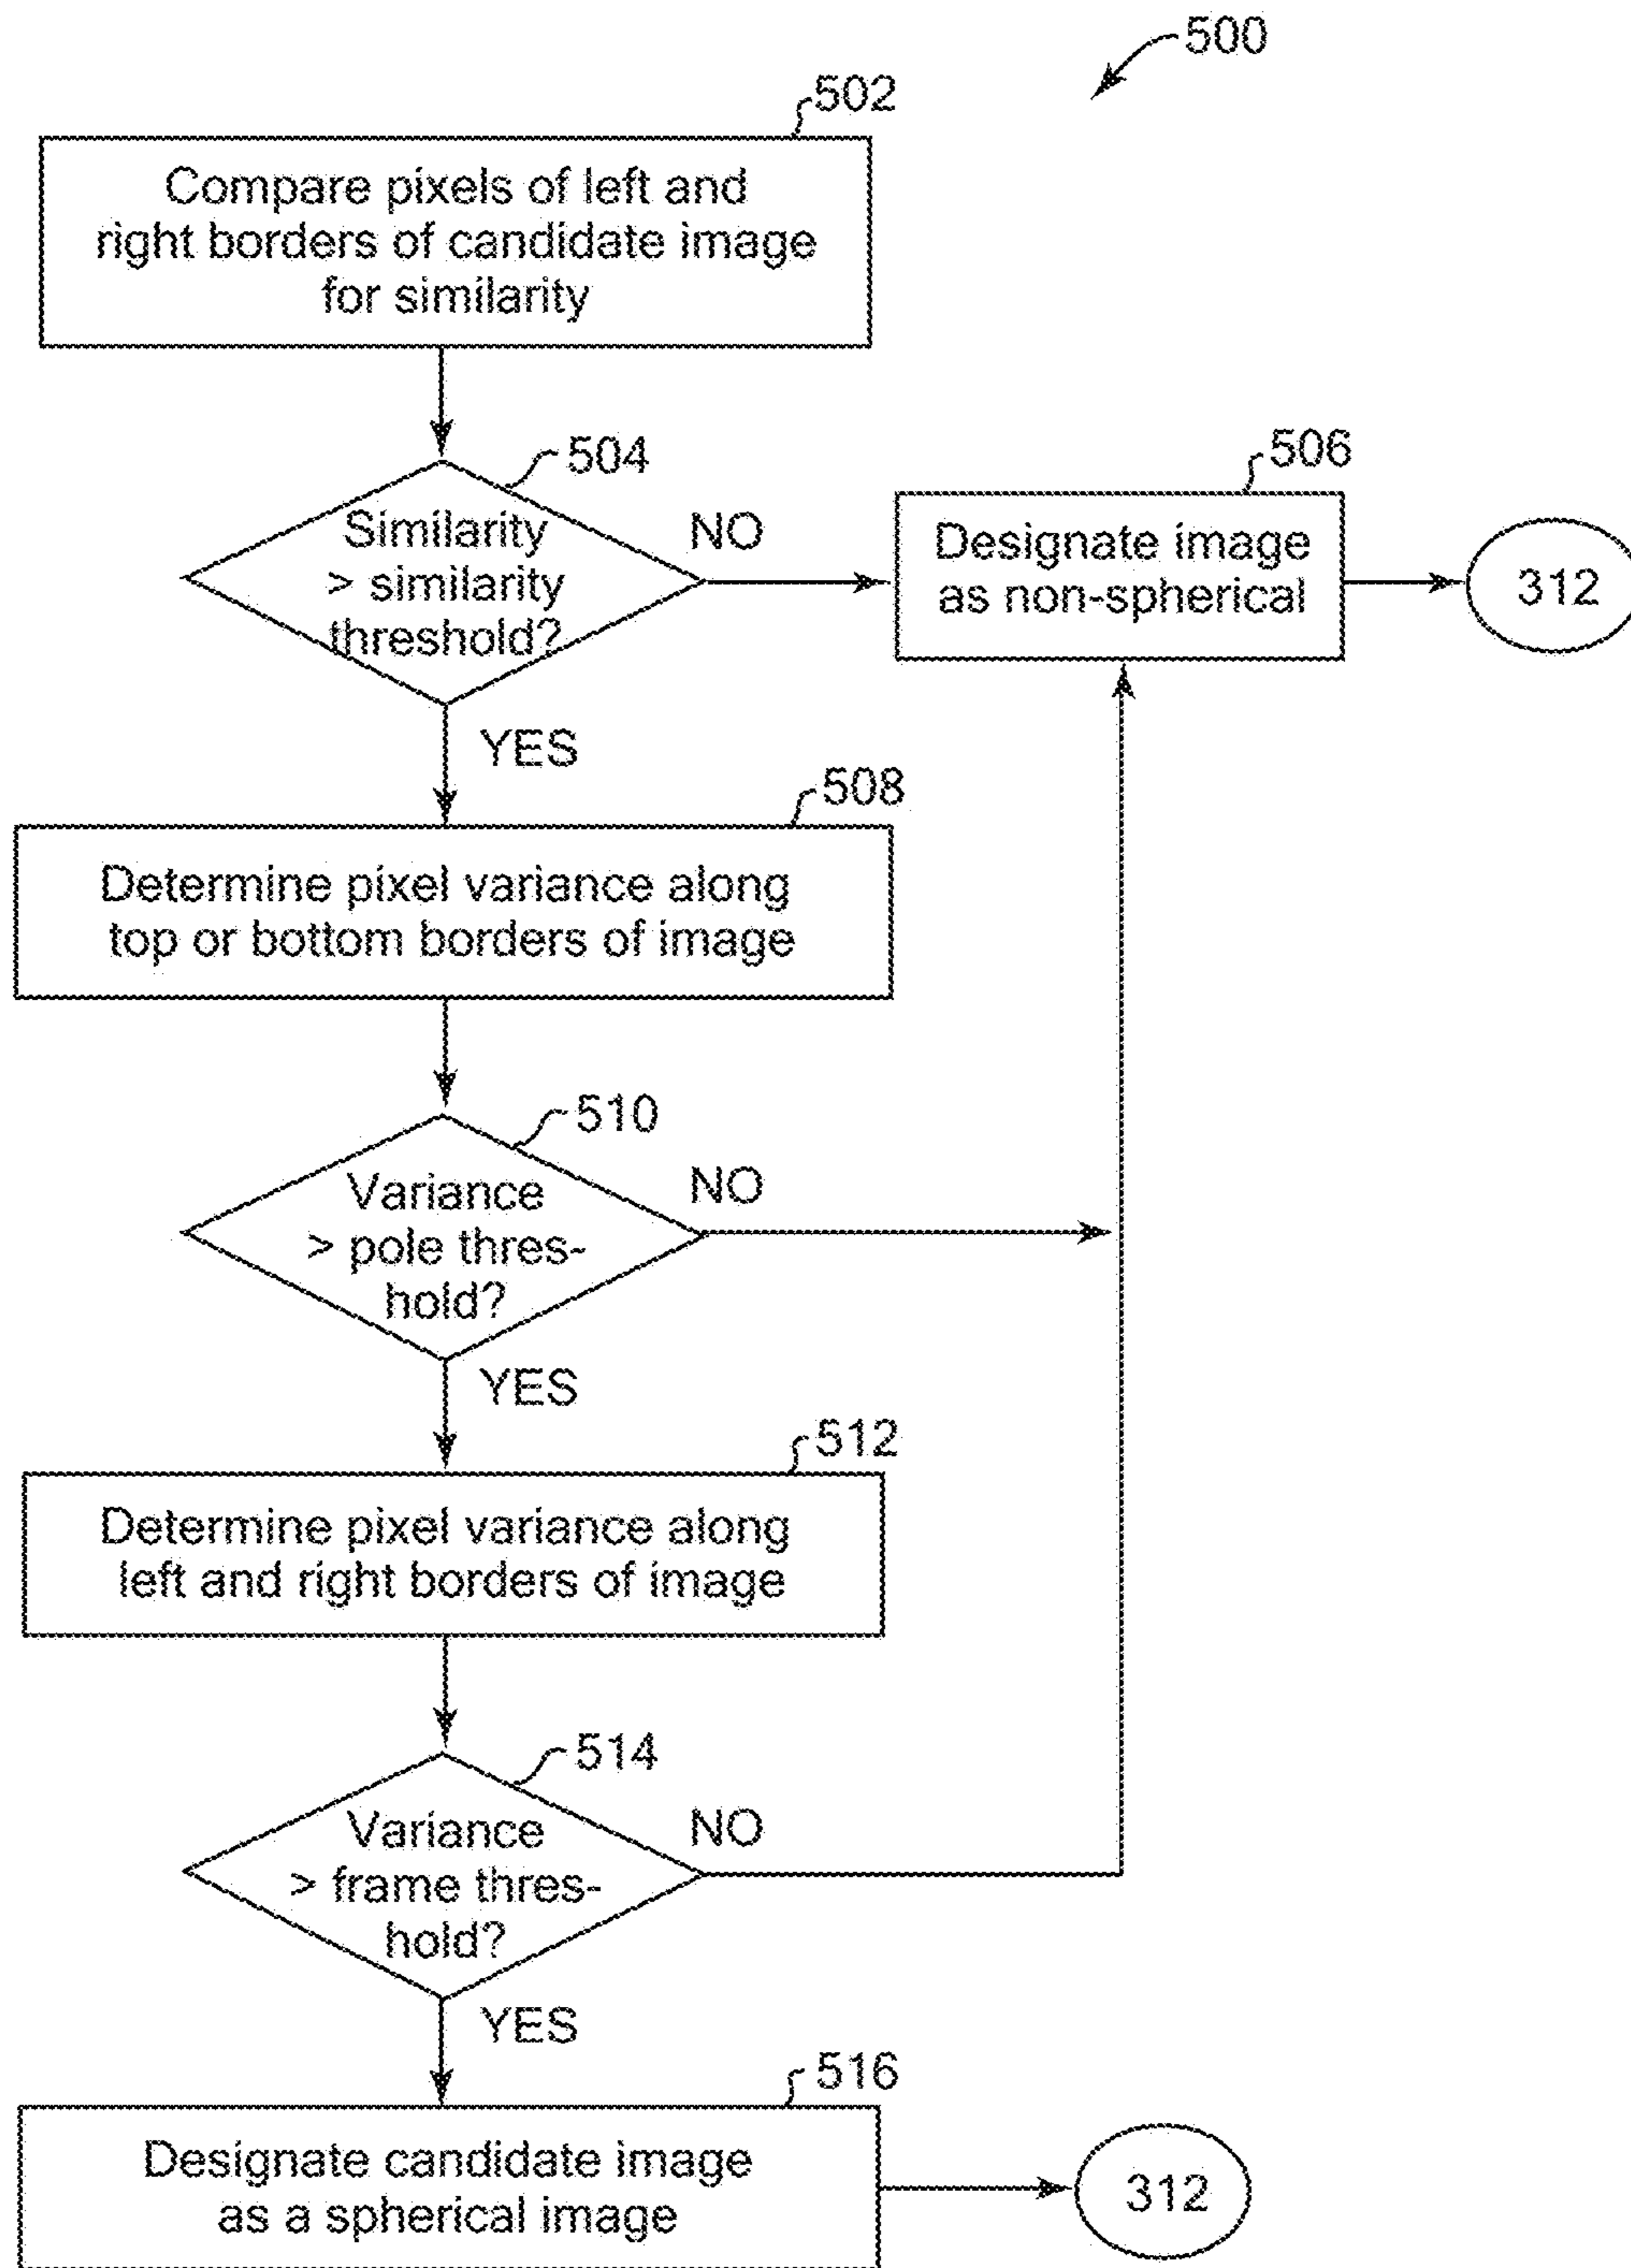 500
502
Compare pixels of left and
right borders of candidate image
for similarity
504
Similarity
> similarity
threshold?
NO
506
Designate image
as non-spherical
312
YES
508
Determine pixel variance along
top or bottom borders of image
510
Variance
> pole thres-
hold?
NO
YES
512
Determine pixel variance along
left and right borders of image
514
Variance
> frame thres-
hold?
NO
YES
516
Designate candidate image
as a spherical image
312